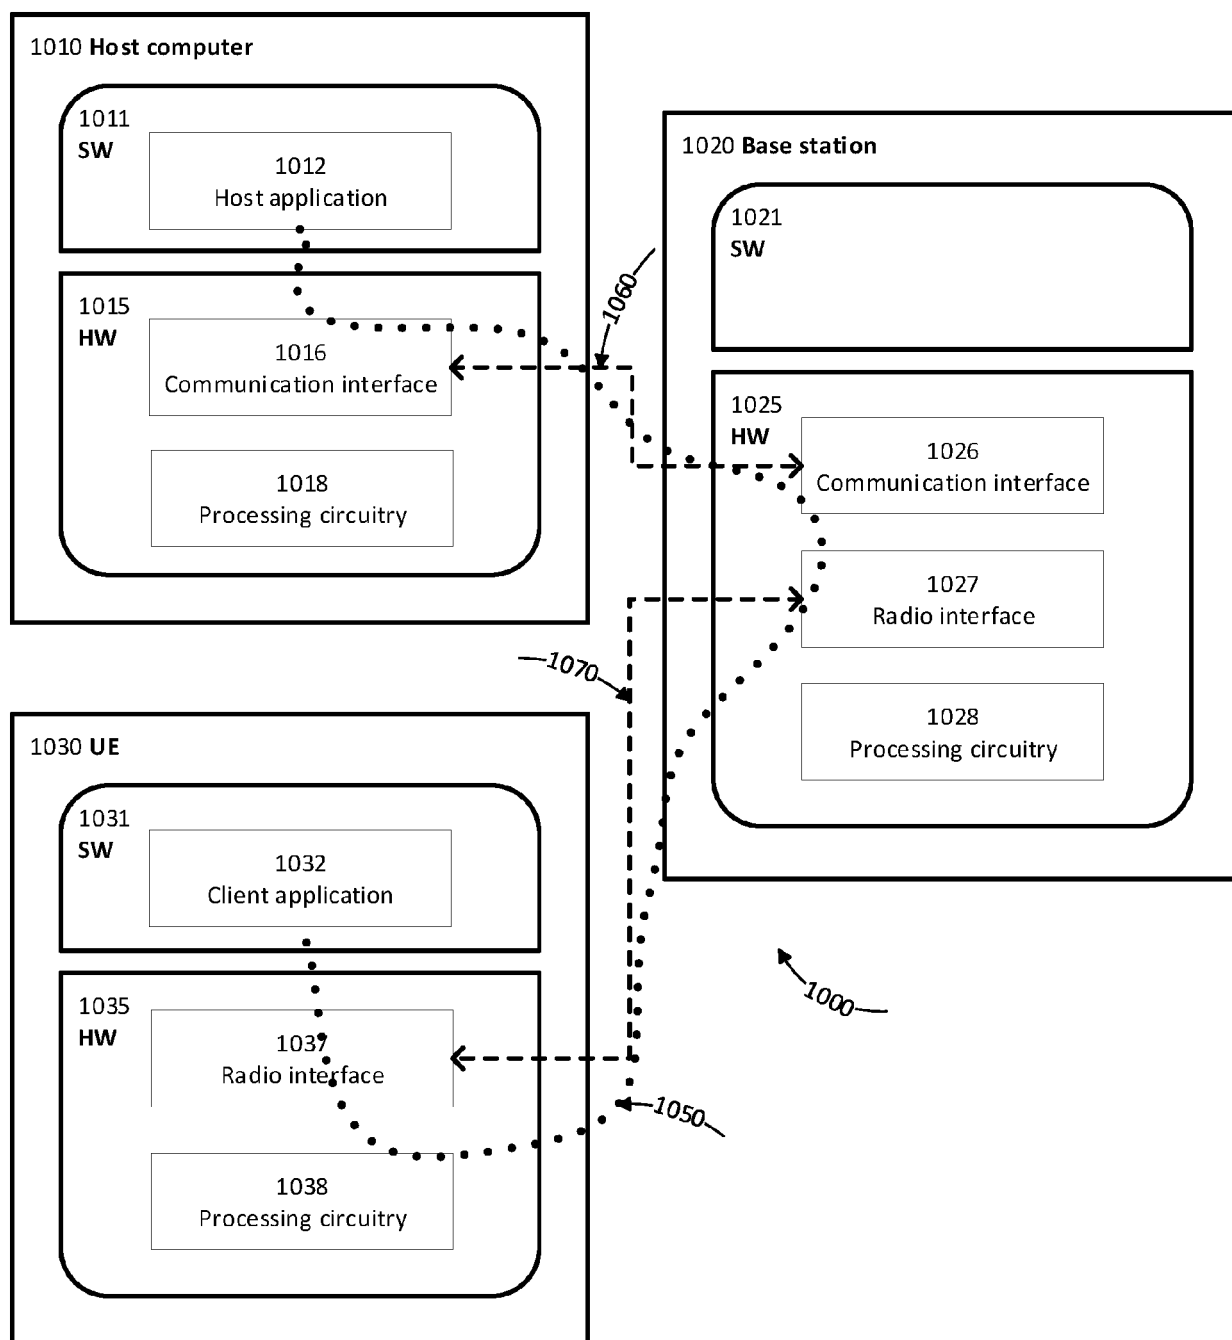 1010 Host computer
1011
SW
1012
Host application
1015
HW
1016
Communication interface
1018
Processing circuitry
1020 Base station
1021
SW
1025
HW
1026
Communication interface
1027
Radio interface
1028
Processing circuitry
1060
1070
1030 UE
1031
SW
1032
Client application
1035
HW
1037
Radio interface
1038
Processing circuitry
1000
1050